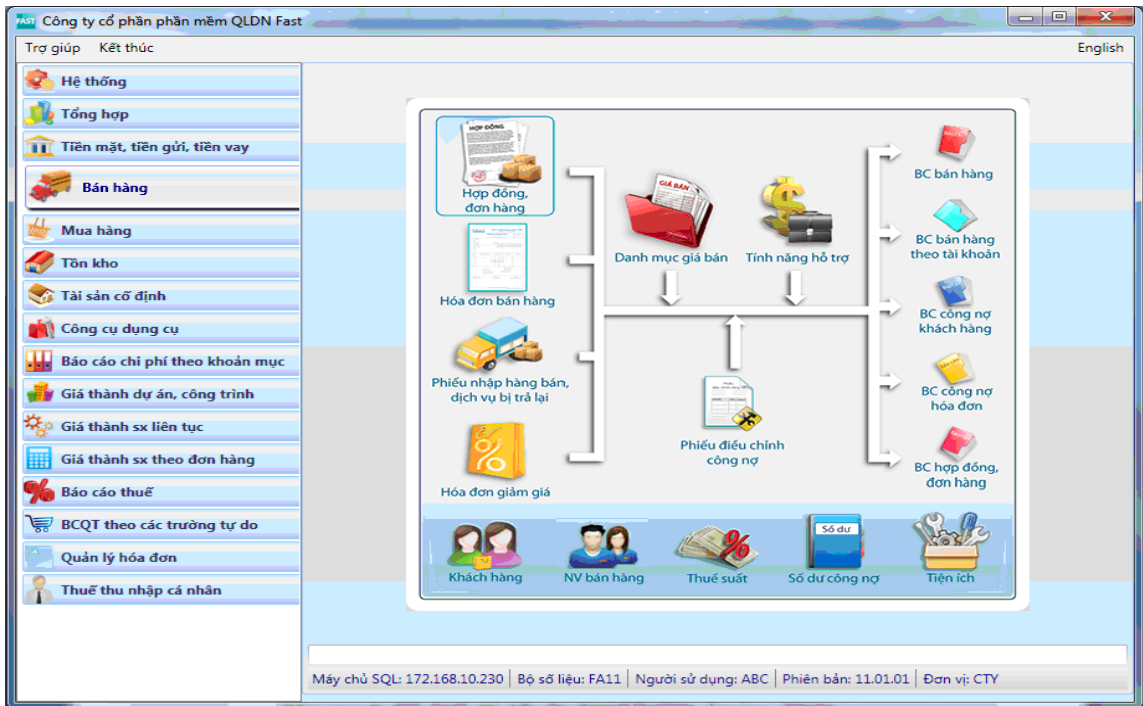 FAST Công ty cổ phần phần mềm QLDN Fast
Trợ giúp Kết thúc English
Hệ thống
Tổng hợp
Tiền mặt, tiền gửi, tiền vay
Bán hàng
Mua hàng
Tồn kho
Tài sản cố định
Công cụ dụng cụ
Báo cáo chi phí theo khoản mục
Giá thành dự án, công trình
Giá thành sx liên tục
Giá thành sx theo đơn hàng
Báo cáo thuế
BCQT theo các trường tự do
Quản lý hóa đơn
Thuế thu nhập cá nhân
HỢP ĐỒNG
Hợp đồng,
đơn hàng
Hóa đơn bán hàng
Phiếu nhập hàng bán,
dịch vụ bị trả lại
Hóa đơn giảm giá
GIÁ BÁN
Danh mục giá bán
Tính năng hỗ trợ
Phiếu điều chỉnh
công nợ
BC bán hàng
BC bán hàng
theo tài khoản
BC công nợ
khách hàng
BC công nợ
hóa đơn
BC hợp đồng,
đơn hàng
Khách hàng
NV bán hàng
Thuế suất
Số dư
Số dư công nợ
Tiện ích
Máy chủ SQL: 172.168.10.230 Bộ số liệu: FA11 Người sử dụng: ABC Phiên bản: 11.01.01 Đơn vị: CTY